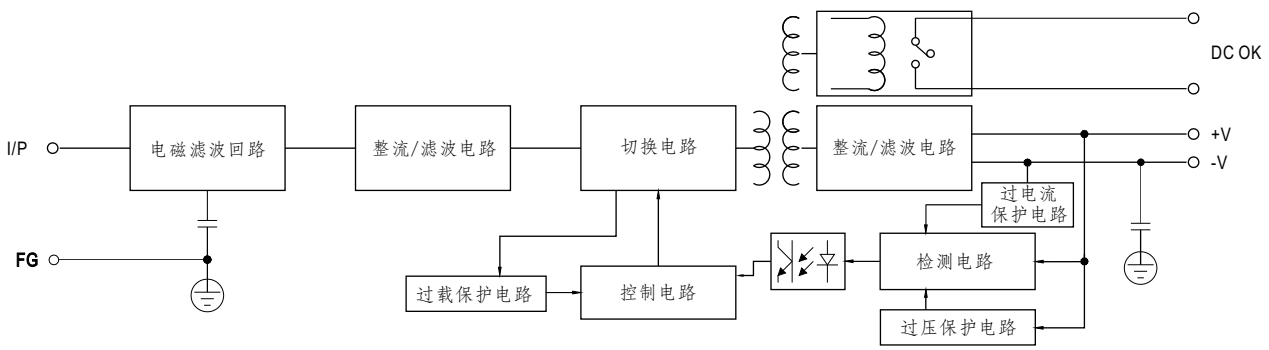 DC OK
I/P
电磁滤波回路
整流/滤波电路
切换电路
整流/滤波电路
+V
-V
过电流
保护电路
FG
检测电路
过载保护电路
控制电路
过压保护电路